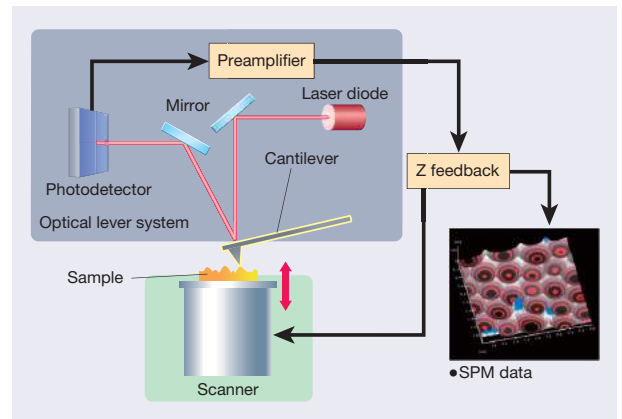 Preamplifier
Laser diode
Mirror
Cantilever
Photodetector
Z feedback
Optical lever system
Sample
Scanner
●SPM data